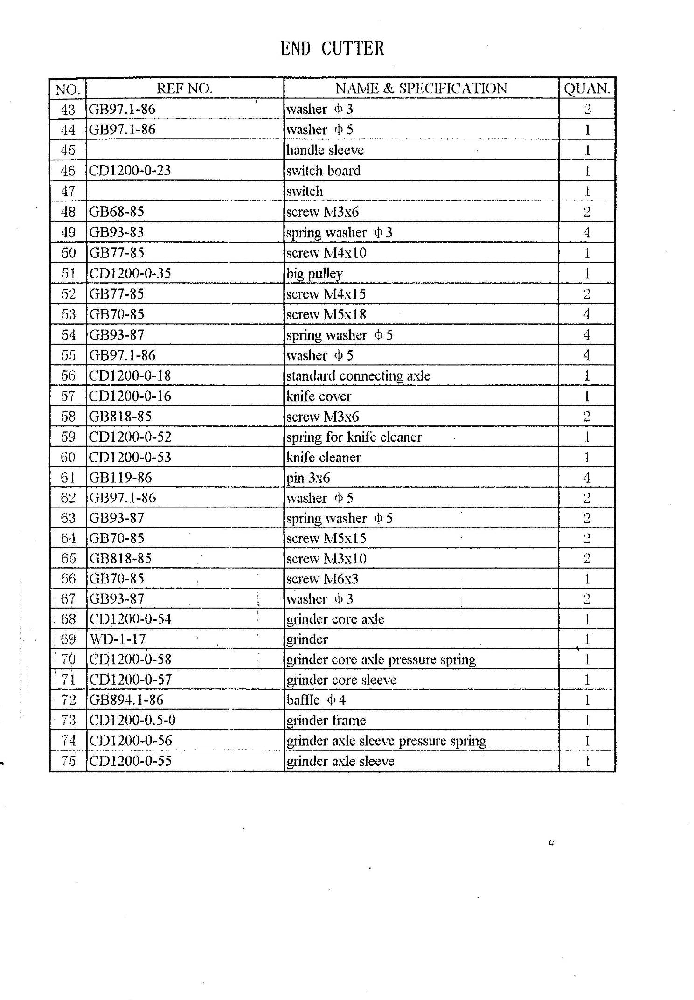 END CUTTER
NO. REF NO. NAME & SPECIFICATION QUAN.
43 GB97.1-86 washer Φ3 2
44 GB97.1-86 washer Φ5 1
45 handle sleeve 1
46 CD1200-0-23 switch board 1
47 switch 1
48 GB68-85 screw M3x6 2
49 GB93-83 spring washer Φ3 4
50 GB77-85 screw M4x10 1
51 CD1200-0-35 big pulley 1
52 GB77-85 screw M4x15 2
53 GB70-85 screw M5x18 4
54 GB93-87 spring washer Φ5 4
55 GB97.1-86 washer Φ5 4
56 CD1200-0-18 standard connecting axle 1
57 CD1200-0-16 knife cover 1
58 GB818-85 screw M3x6 2
59 CD1200-0-52 spring for knife cleaner 1
60 CD1200-0-53 knife cleaner 1
61 GB119-86 pin 3x6 4
62 GB97.1-86 washer Φ5 2
63 GB93-87 spring washer Φ5 2
64 GB70-85 screw M5x15 2
65 GB818-85 screw M3x10 2
66 GB70-85 screw M6x3 1
67 GB93-87 washer Φ3 2
68 CD1200-0-54 grinder core axle 1
69 WD-1-17 grinder 1
70 CD1200-0-58 grinder core axle pressure spring 1
71 CD1200-0-57 grinder core sleeve 1
72 GB894.1-86 baffle Φ4 1
73 CD1200-0.5-0 grinder frame 1
74 CD1200-0-56 grinder axle sleeve pressure spring 1
75 CD1200-0-55 grinder axle sleeve 1